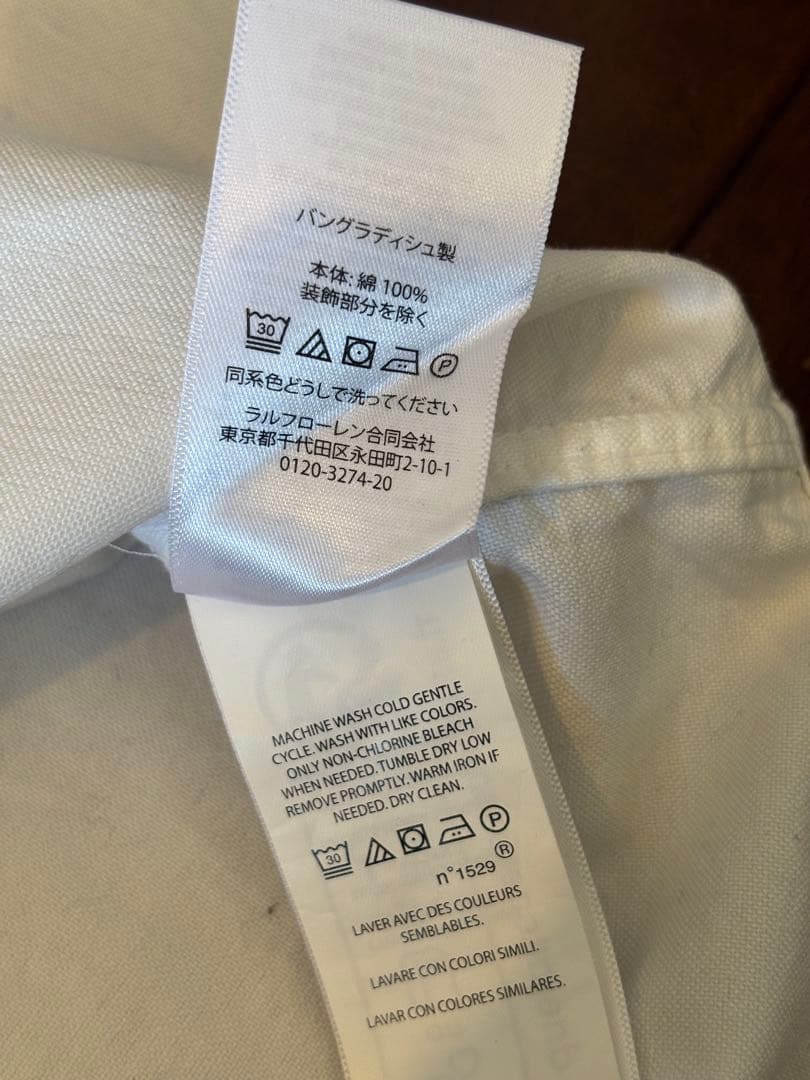 バングラディシュ製
本体: 綿 100%
装飾部分を除く
30
P
同系色どうしで洗ってください
ラルフローレン合同会社
東京都千代田区永田町2-10-1
0120-3274-20
MACHINE WASH COLD GENTLE
CYCLE. WASH WITH LIKE COLORS.
ONLY NON-CHLORINE BLEACH
WHEN NEEDED. TUMBLE DRY LOW
REMOVE PROMPTLY. WARM IRON IF
NEEDED. DRY CLEAN.
30
P
n°1529®
LAVER AVEC DES COULEURS
SEMBLABLES.
LAVARE CON COLORI SIMILI.
LAVAR CON COLORES SIMILARES.